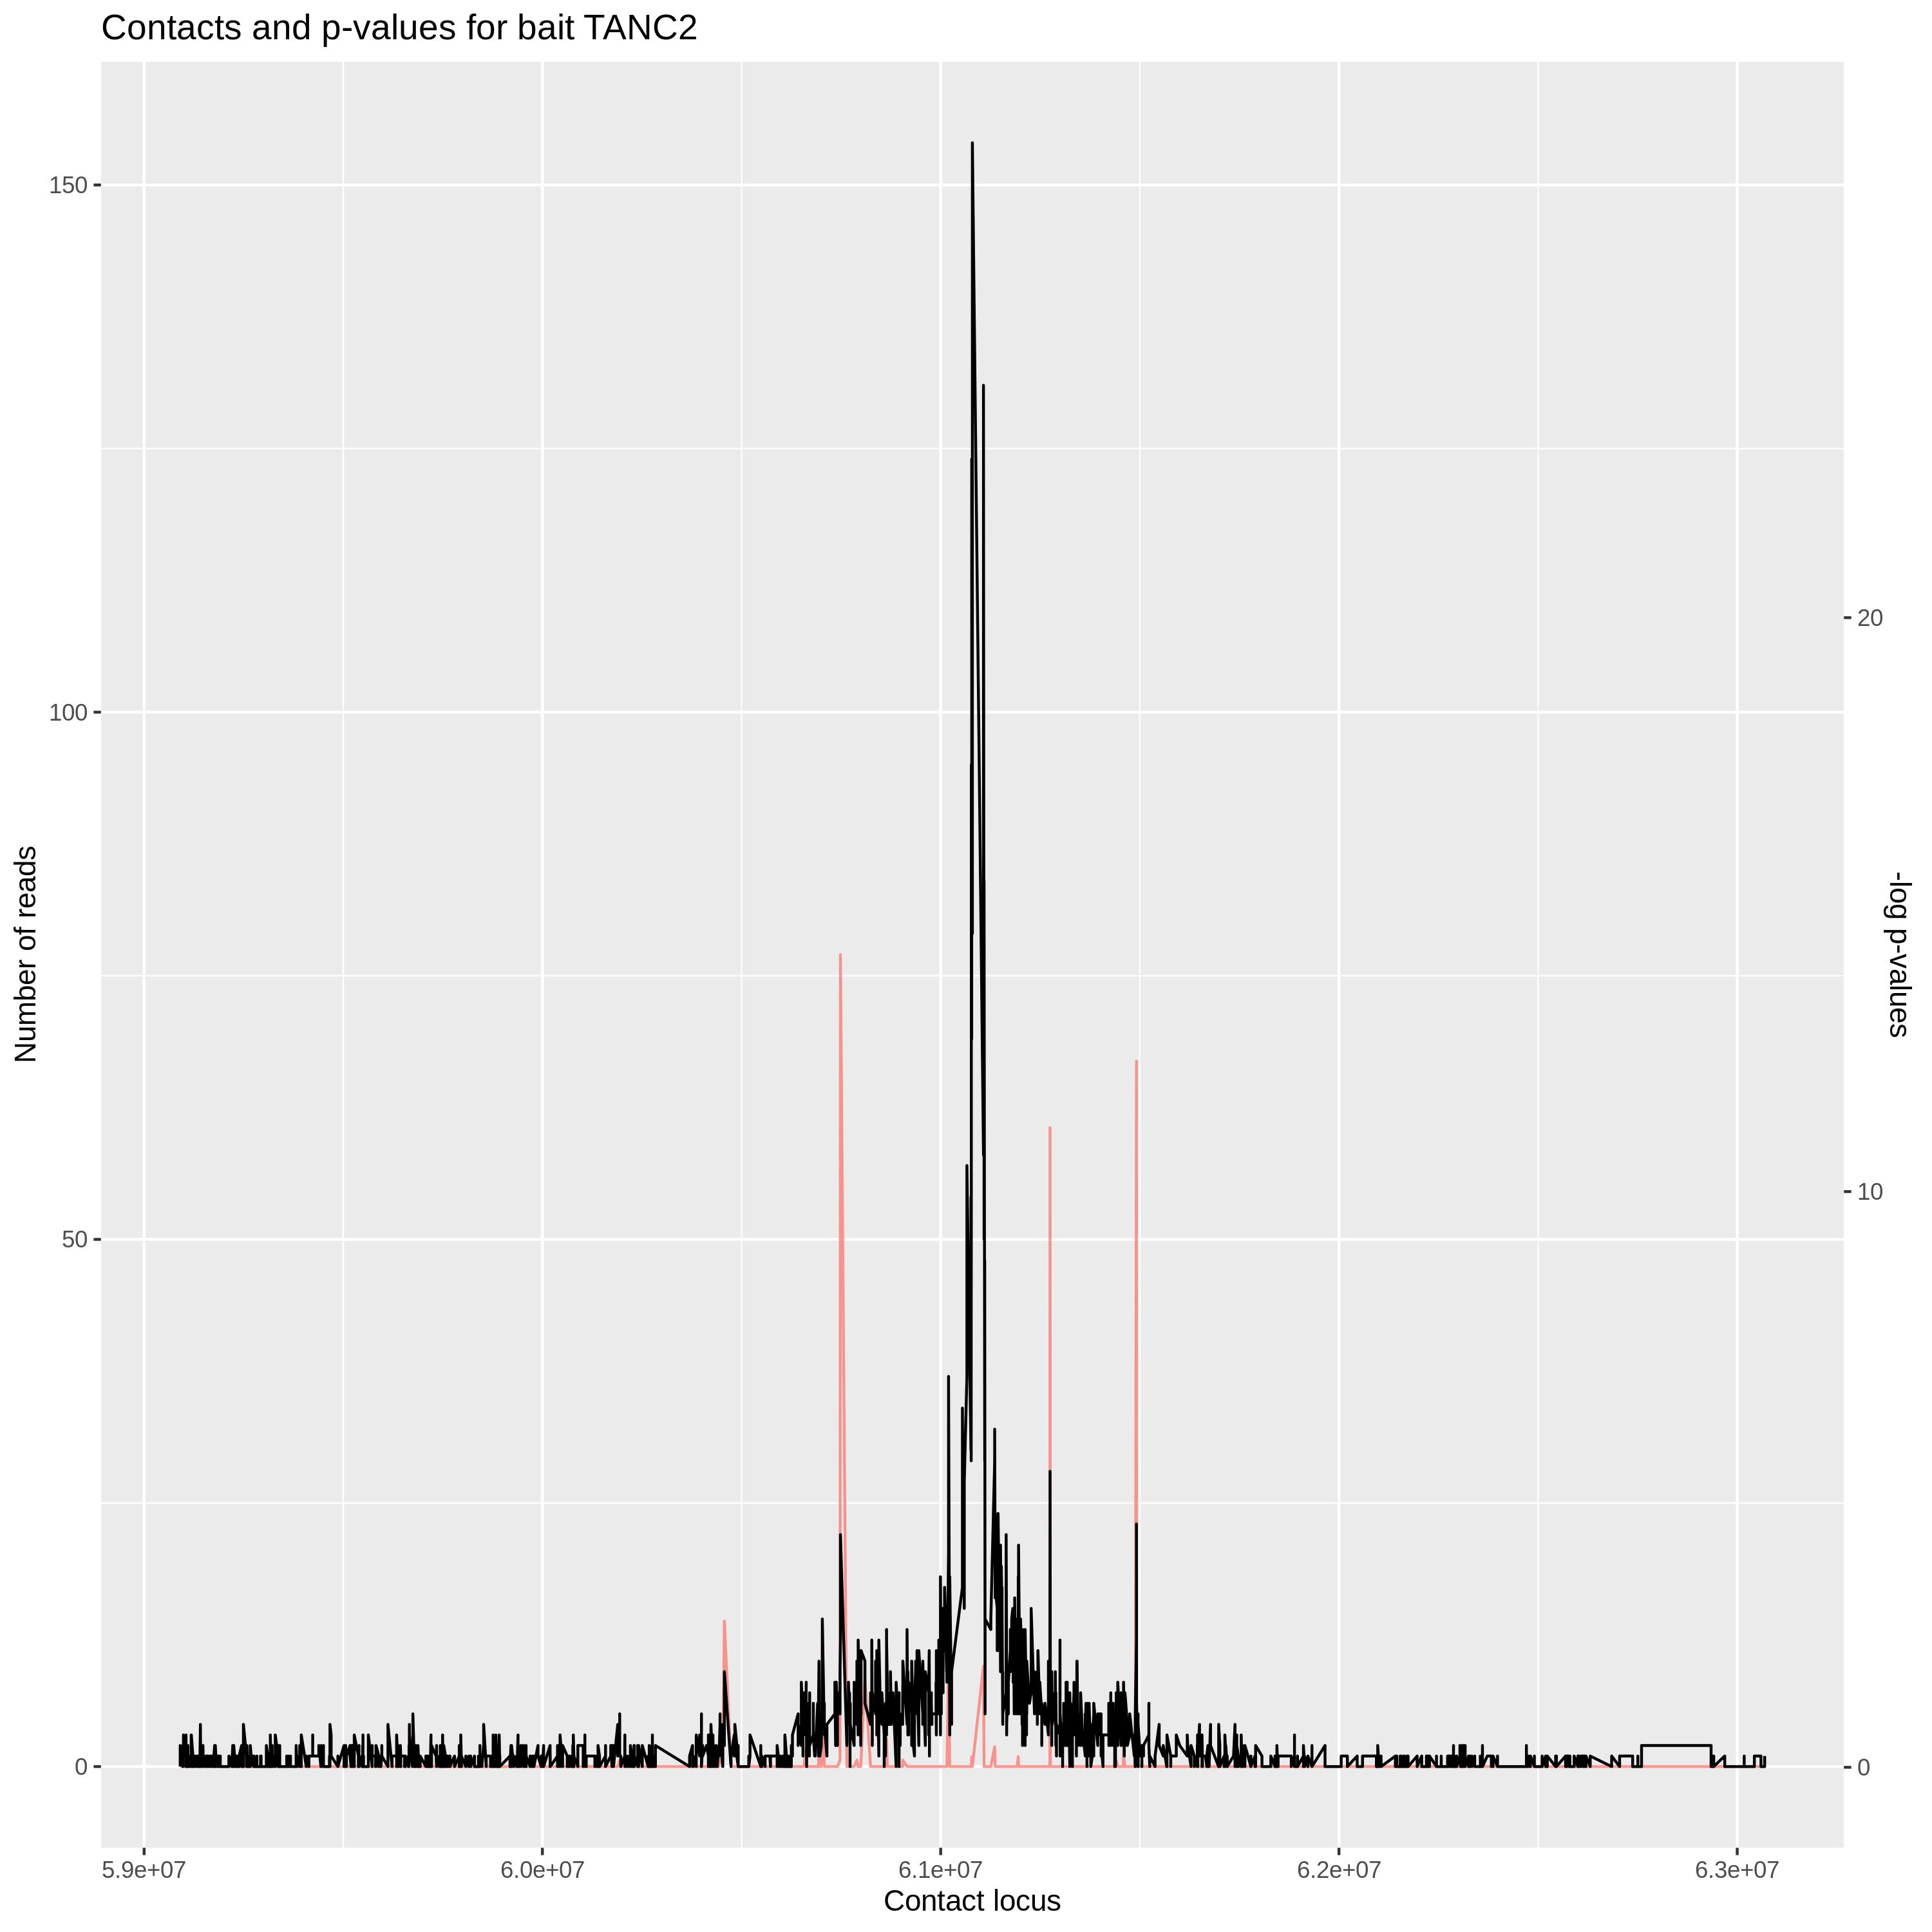 Contacts and p-values for bait TANC2
150
100
50
0
Number of reads
20
10
0
-log p-values
5.9e+07 6.0e+07 6.1e+07 6.2e+07 6.3e+07
Contact locus